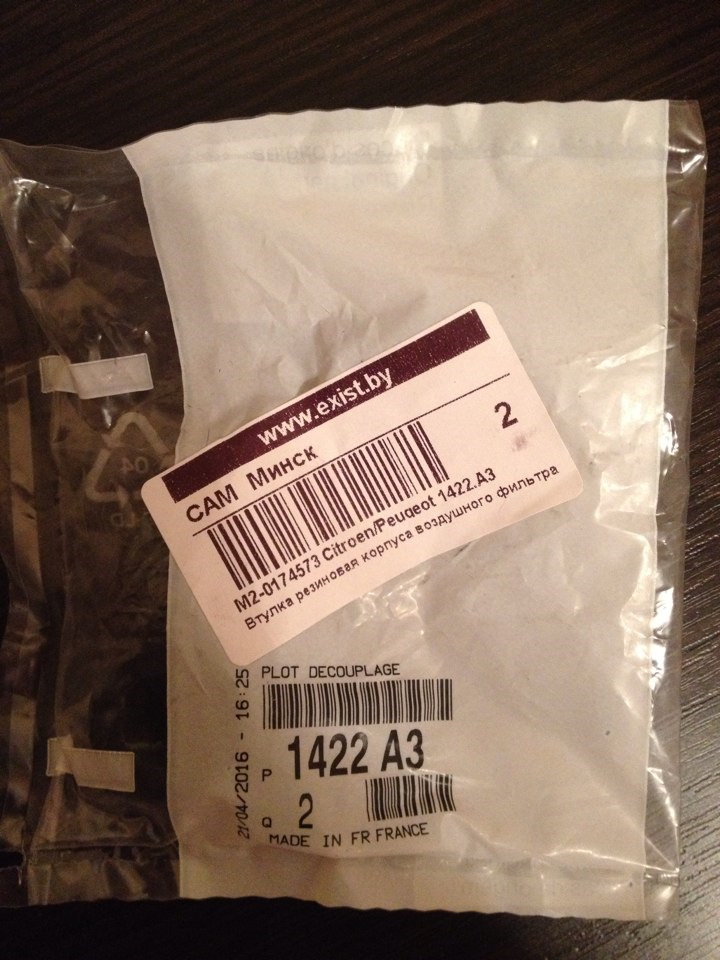 www.exist.by
САМ Минск
2
M2-0174573 Citroen/Peugeot 1422.A3
Втулка резиновая корпуса воздушного фильтра
PLOT DECOUPLAGE
P 1422 A3
Q 2
MADE IN FR FRANCE
21/04/2016 - 16:25
04